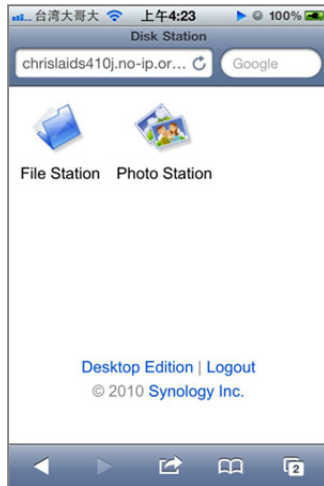 台湾大哥大 上午4:23 100%
Disk Station
chrislaids410j.no-ip.or... Google
File Station Photo Station
Desktop Edition | Logout
© 2010 Synology Inc.
2